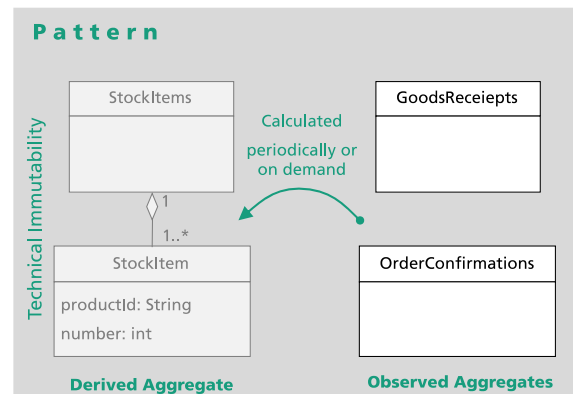 Pattern
StockItems
GoodsReceiepts
Technical Immutability
Calculated
periodically or
on demand
1
1..*
StockItem
productId: String
number: int
OrderConfirmations
Derived Aggregate
Observed Aggregates